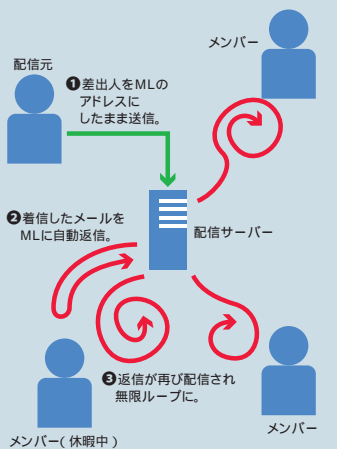 メンバー
配信元
❶差出人をMLの
アドレスに
したまま送信。
❷着信したメールを
MLに自動返信。
配信サーバー
❸返信が再び配信され
無限ループに。
メンバー(休暇中)
メンバー